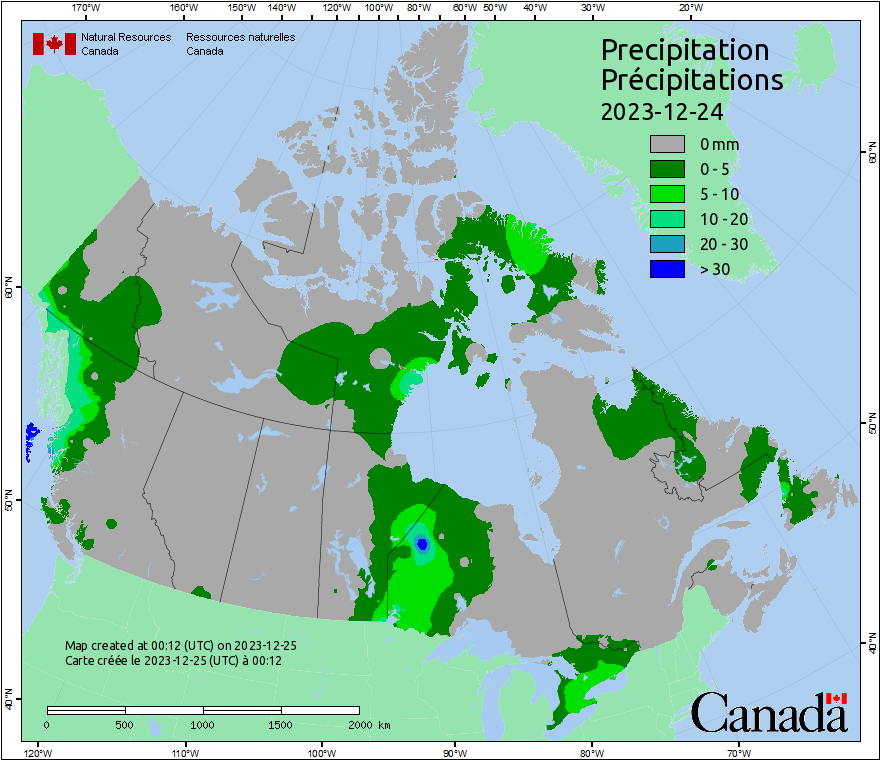 170°W 160°W 150°W 140°W 130°W 120°W 110°W 100°W 90°W 80°W 70°W 60°W 50°W 40°W 30°W 20°W
Natural Resources Canada
Ressources naturelles Canada
Precipitation
Précipitations
2023-12-24
0 mm
0 - 5
5 - 10
10 - 20
20 - 30
> 30
60°N
50°N
40°N
60°N
50°N
40°N
Map created at 00:12 (UTC) on 2023-12-25
Carte créée le 2023-12-25 (UTC) à 00:12
0 500 1000 1500 2000 km
Canada
120°W 110°W 100°W 90°W 80°W 70°W